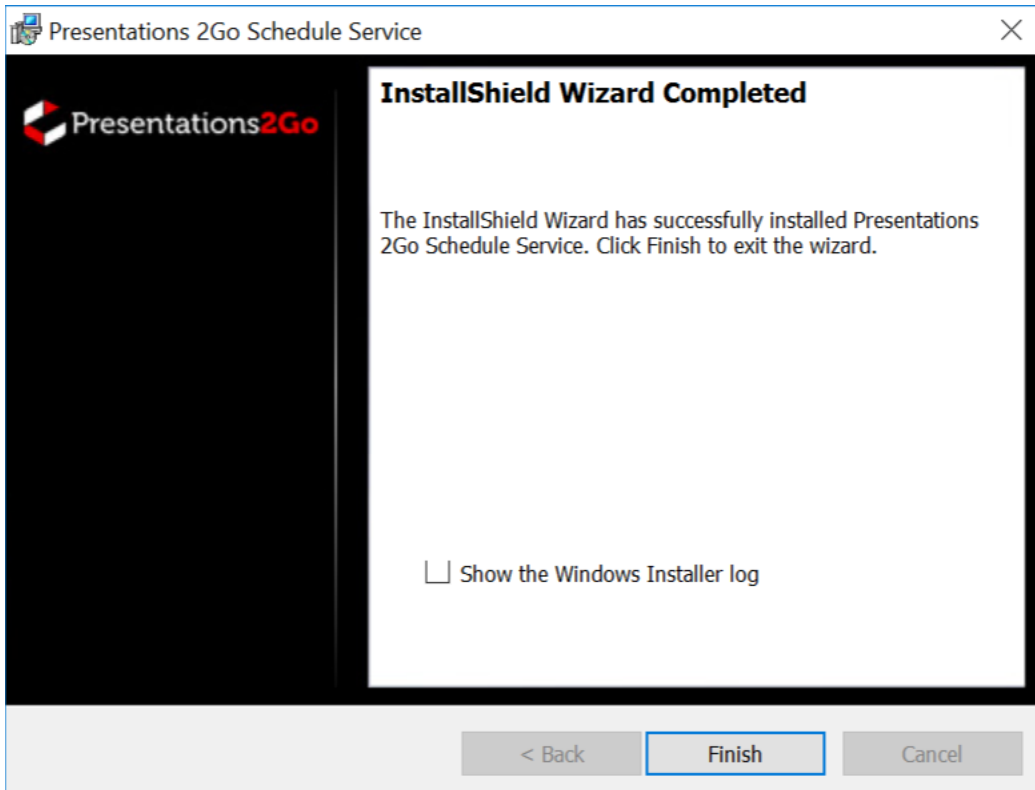 Presentations 2Go Schedule Service
Presentations2Go
InstallShield Wizard Completed
The InstallShield Wizard has successfully installed Presentations
2Go Schedule Service. Click Finish to exit the wizard.
Show the Windows Installer log
< Back
Finish
Cancel